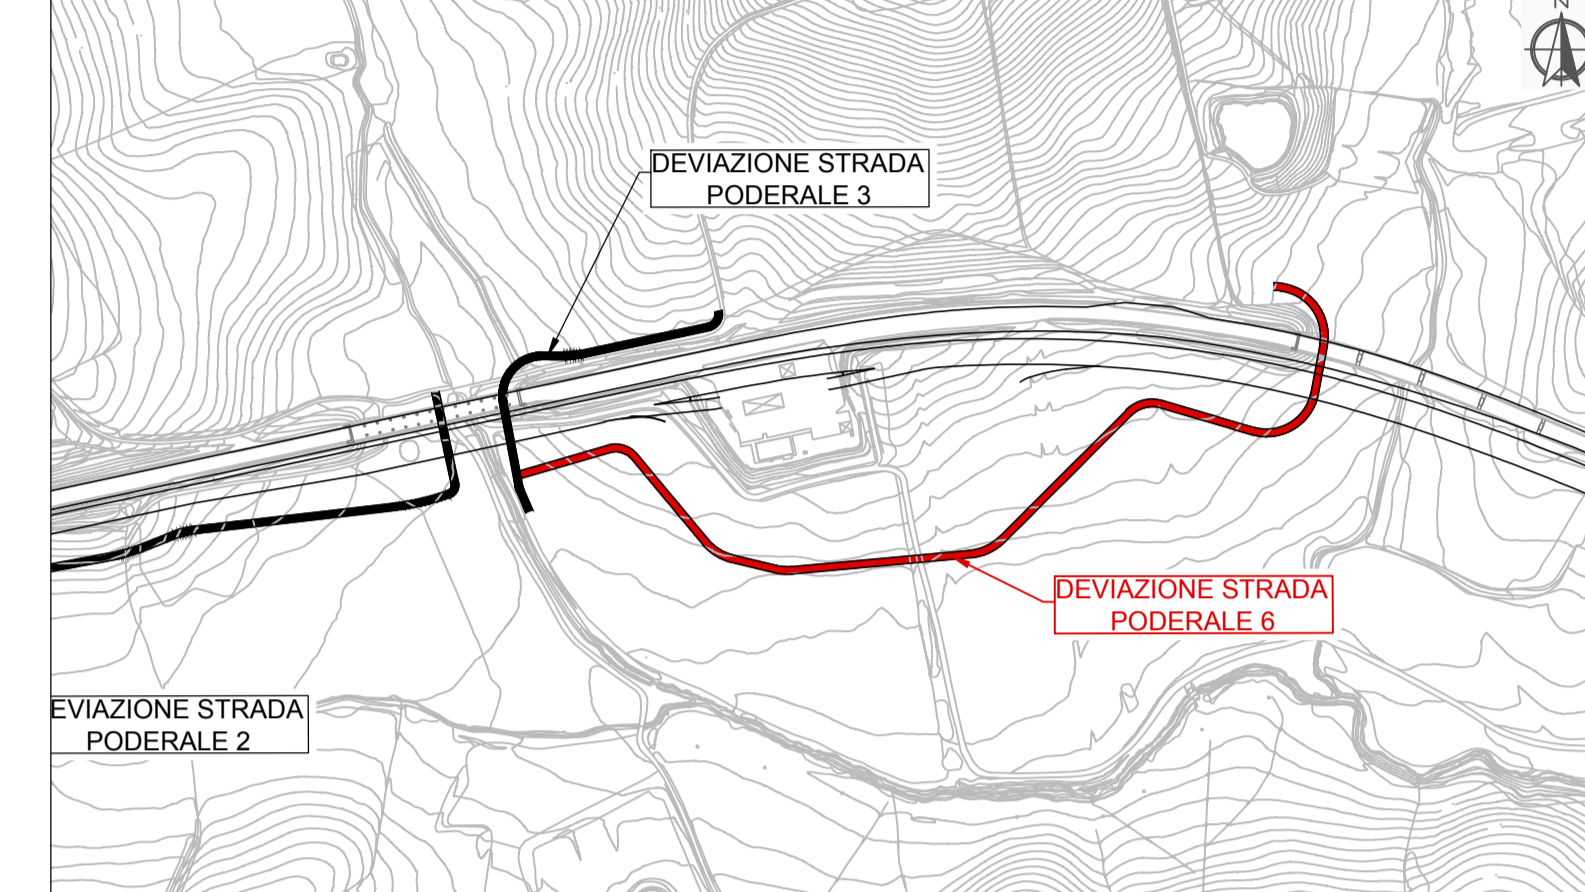 N
DEVIAZIONE STRADA
PODERALE 3
DEVIAZIONE STRADA
PODERALE 6
EVIAZIONE STRADA
PODERALE 2